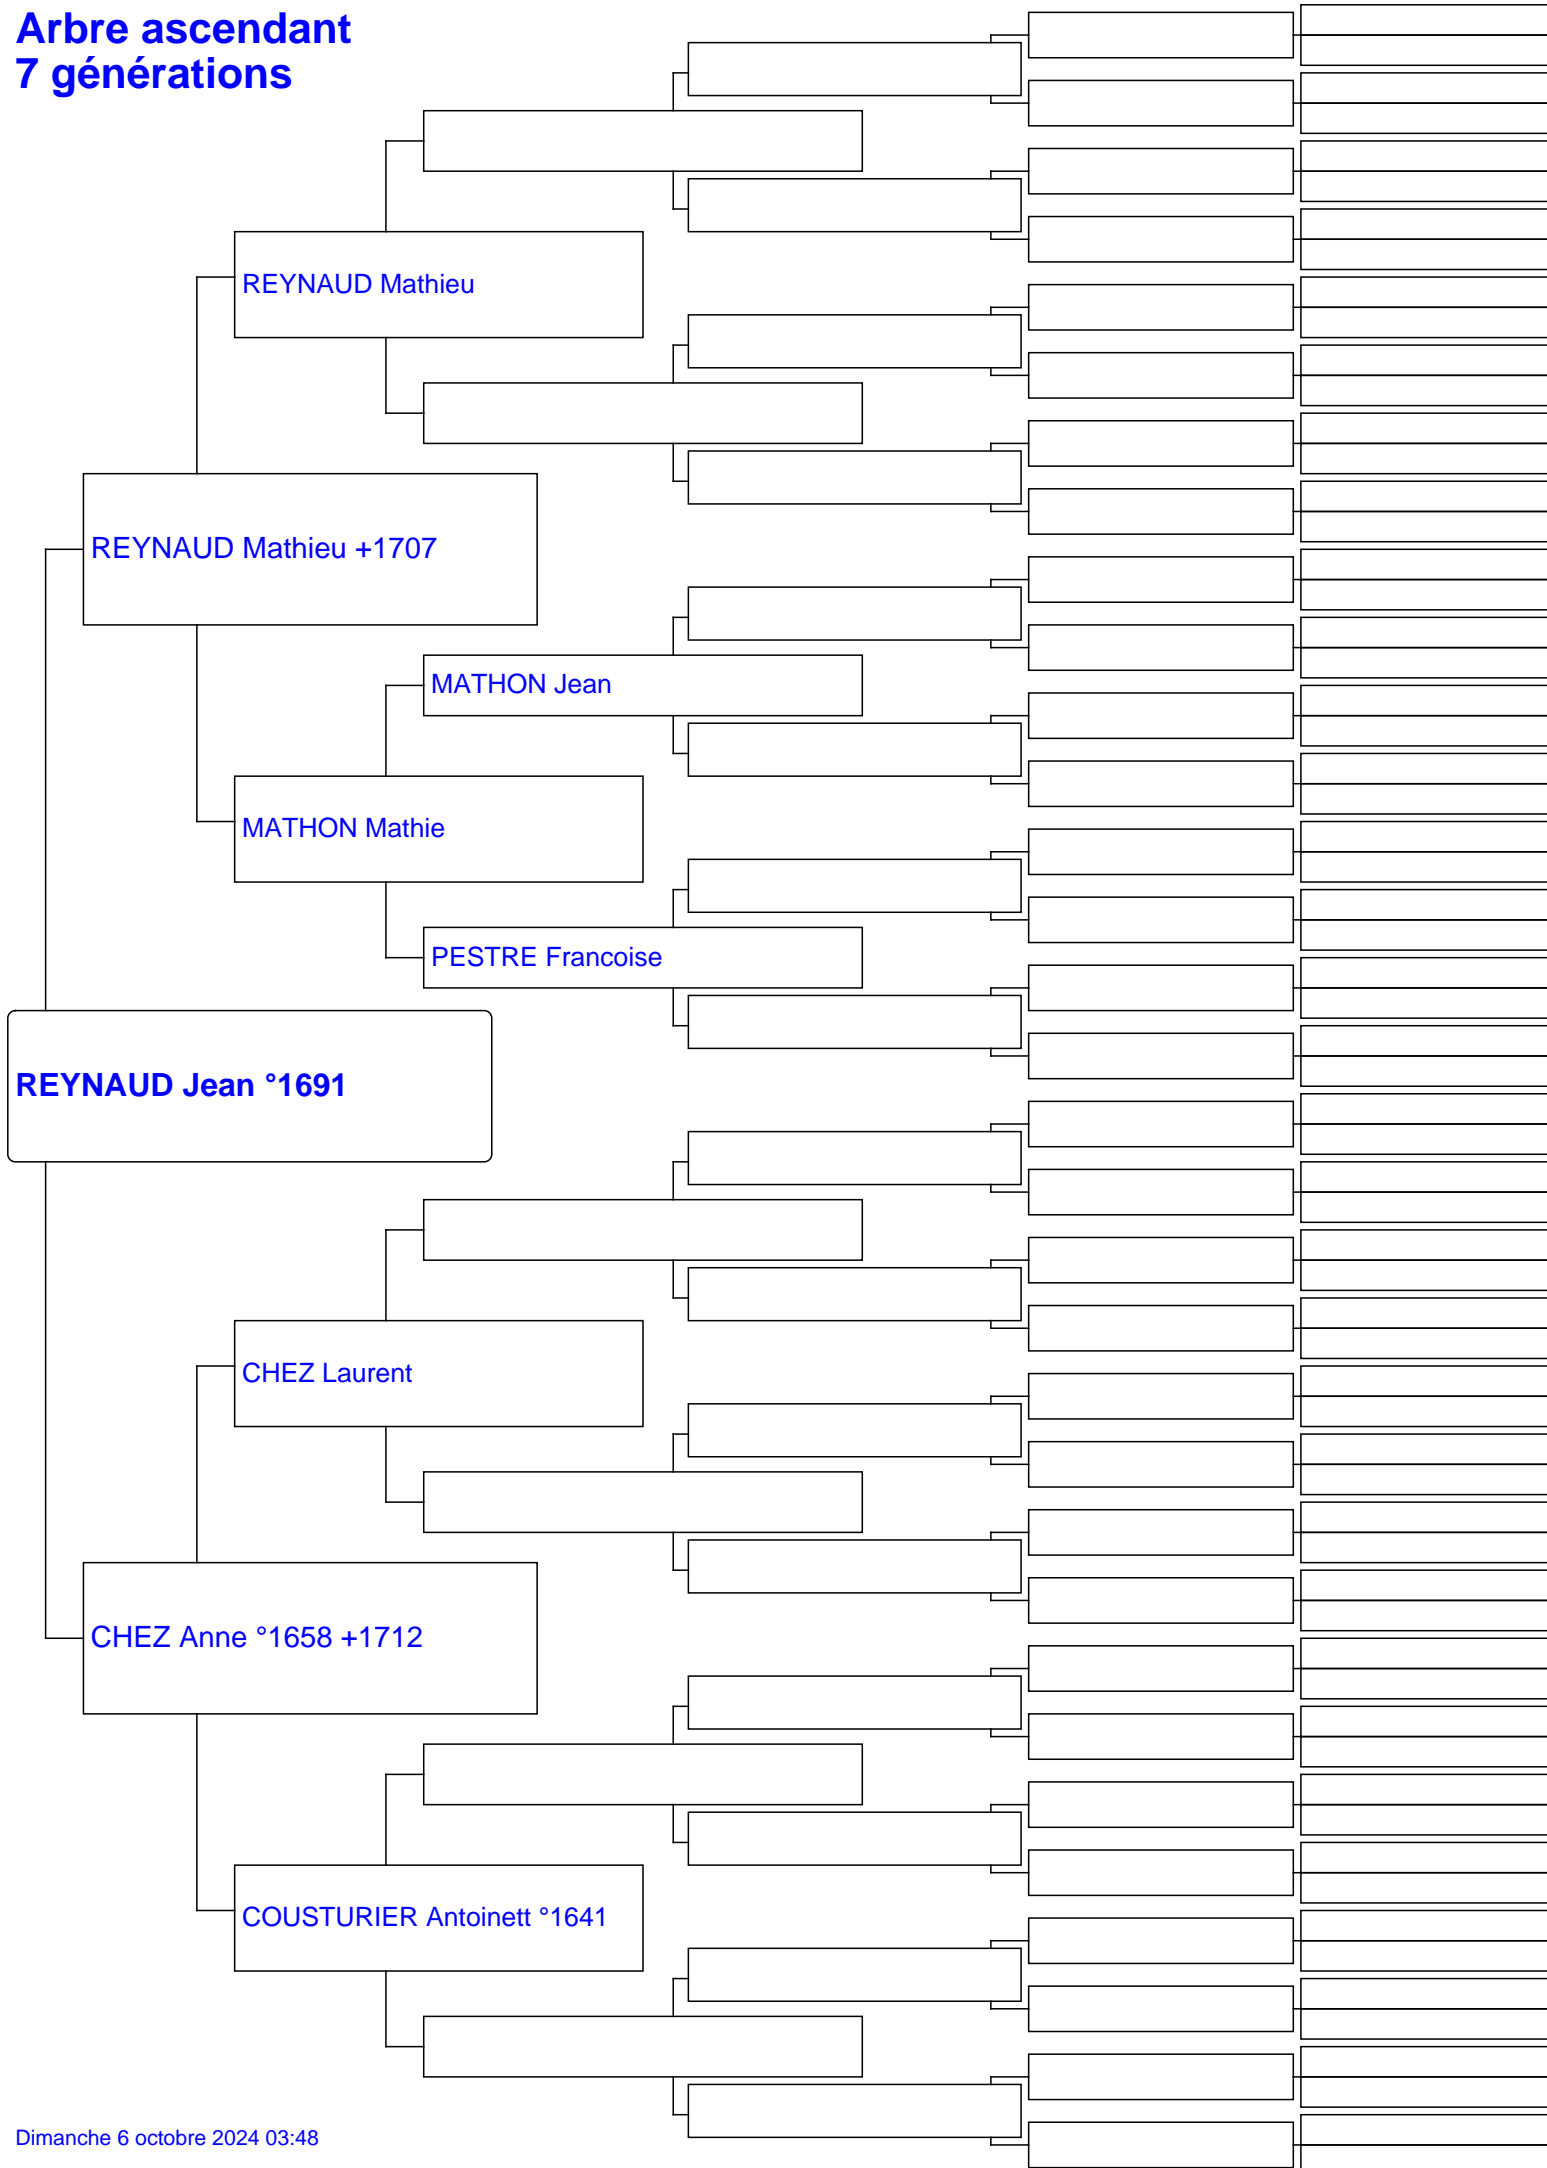 Arbre ascendant
7 générations
REYNAUD Mathieu
REYNAUD Mathieu +1707
MATHON Jean
MATHON Mathie
PESTRE Francoise
REYNAUD Jean °1691
CHEZ Laurent
CHEZ Anne °1658 +1712
COUSTURIER Antoinett °1641
Dimanche 6 octobre 2024 03:48